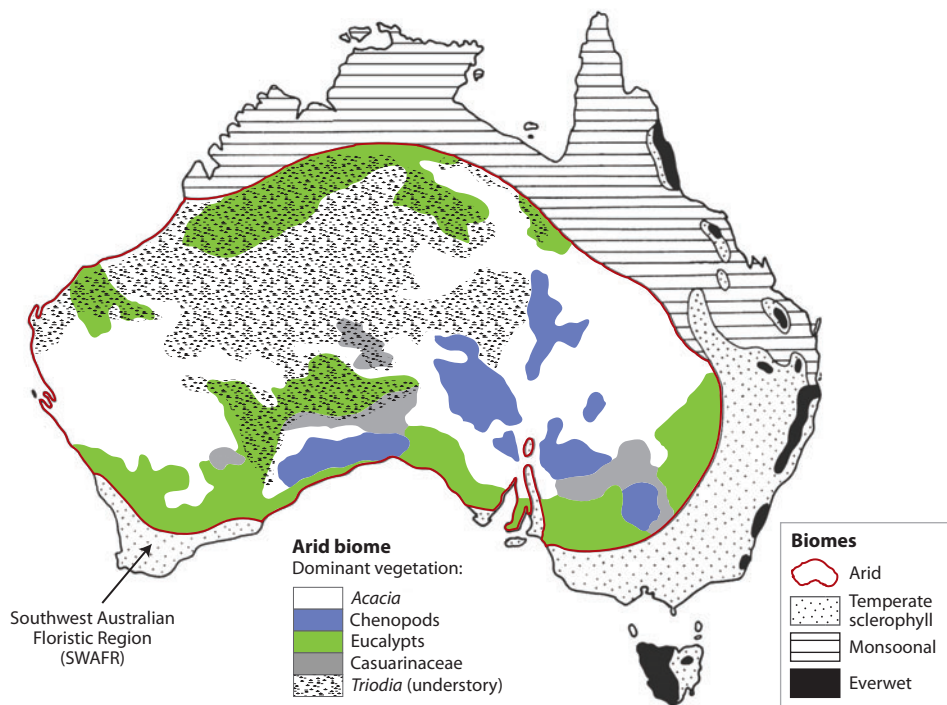 Southwest Australian
Floristic Region
(SWAFR)
Arid biome
Dominant vegetation:
Acacia
Chenopods
Eucalypts
Casuarinaceae
Triodia (understory)
Biomes
Arid
Temperate
sclerophyll
Monsoonal
Everwet